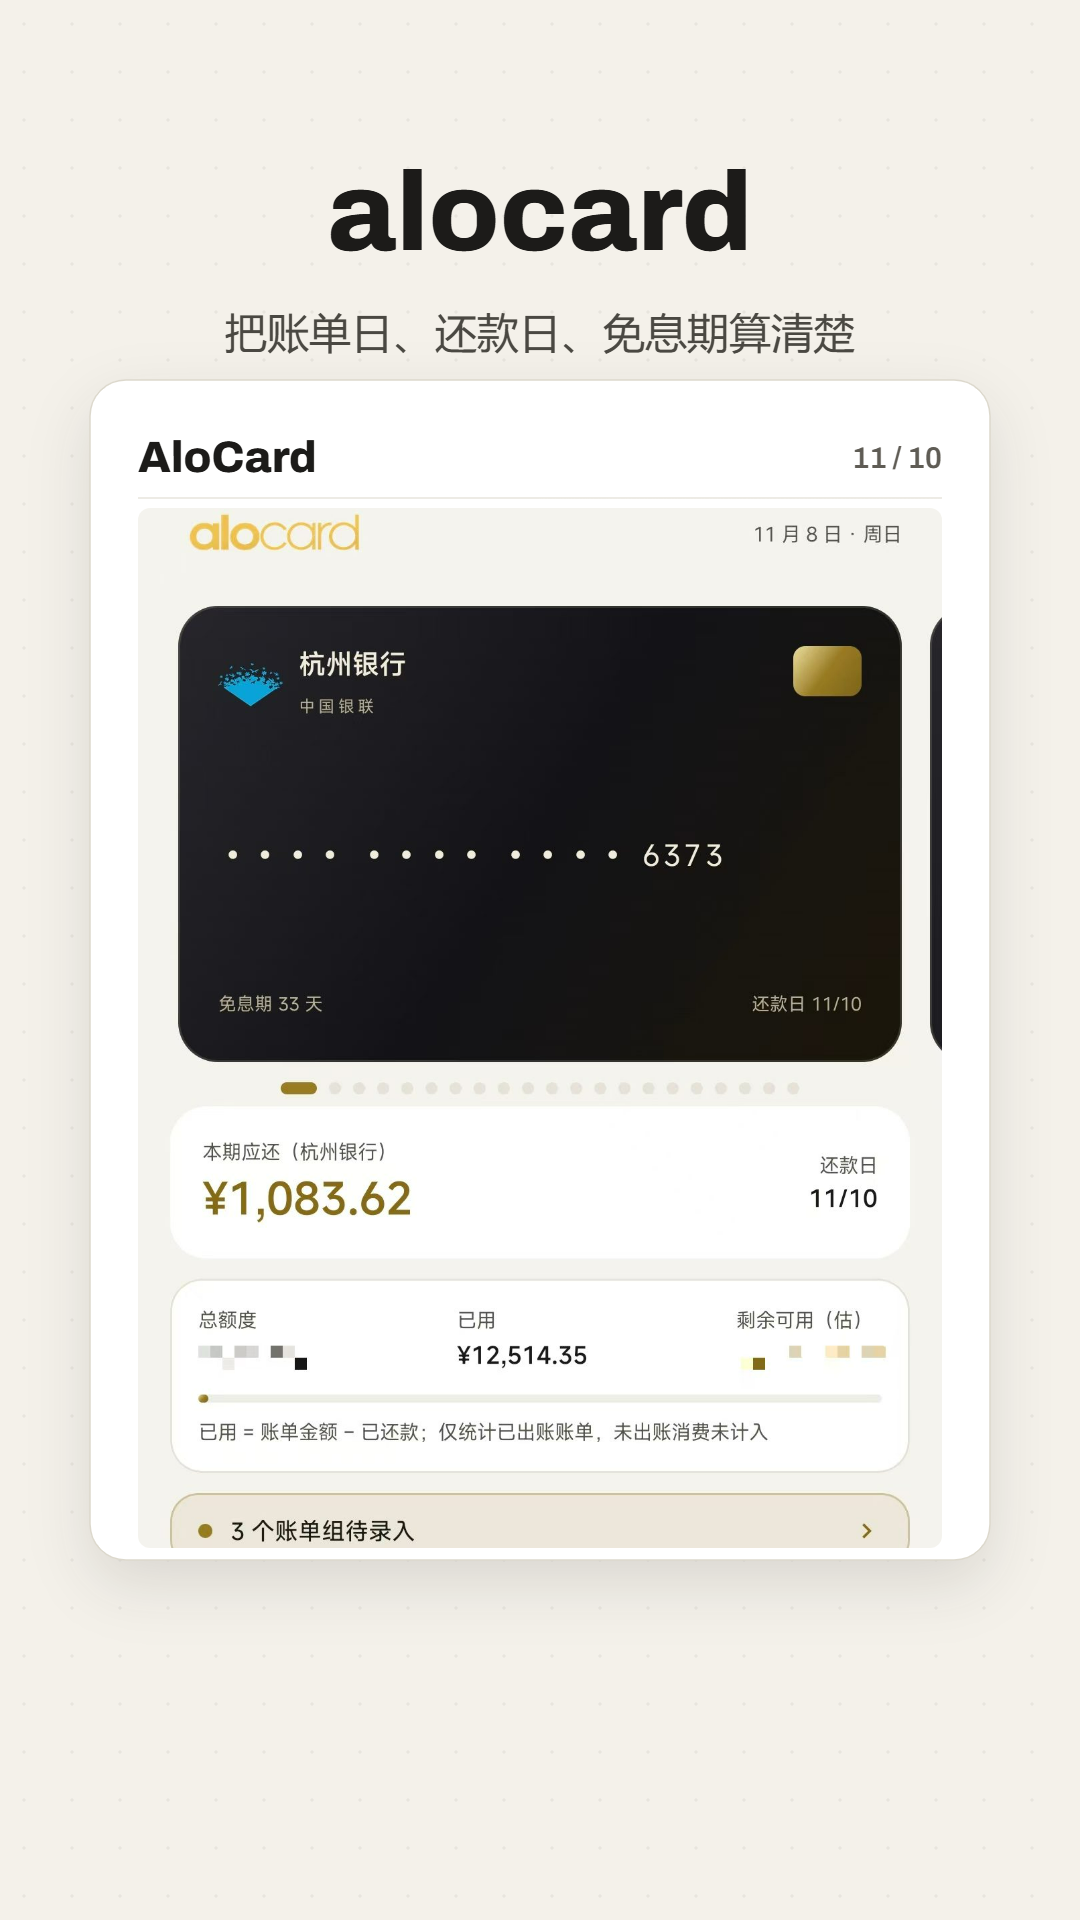 alocard
把账单日、还款日、免息期算清楚
AloCard
11 / 10
alocard
11 月 8 日 · 周日
杭州银行
中国银联
• • • • • • • • • • • • 6373
免息期 33 天
还款日 11/10
本期应还（杭州银行）
¥1,083.62
还款日
11/10
总额度
已用
剩余可用（估）
¥12,514.35
已用 = 账单金额 – 已还款；仅统计已出账账单，未出账消费未计入
3 个账单组待录入